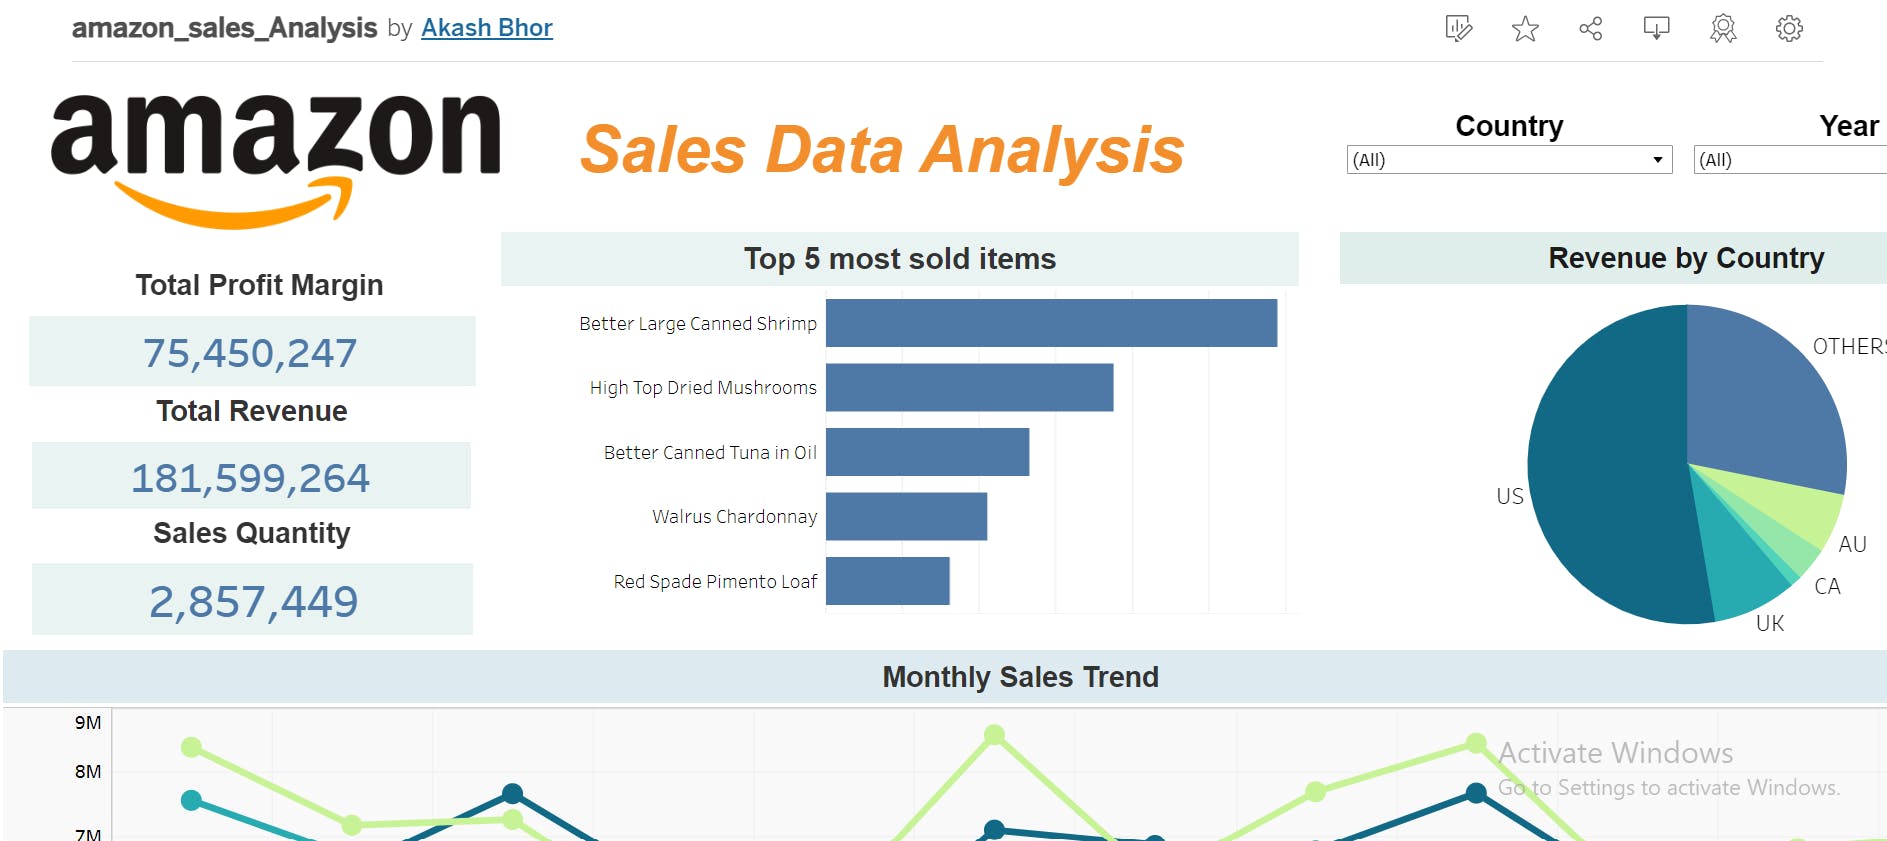 amazon_sales_Analysis by Akash Bhor
amazon
Sales Data Analysis
Country
Year
(All)
(All)
Total Profit Margin
75,450,247
Total Revenue
181,599,264
Sales Quantity
2,857,449
Top 5 most sold items
Better Large Canned Shrimp
High Top Dried Mushrooms
Better Canned Tuna in Oil
Walrus Chardonnay
Red Spade Pimento Loaf
Revenue by Country
OTHERS
AU
CA
UK
US
Monthly Sales Trend
9M
8M
7M
Activate Windows
Go to Settings to activate Windows.